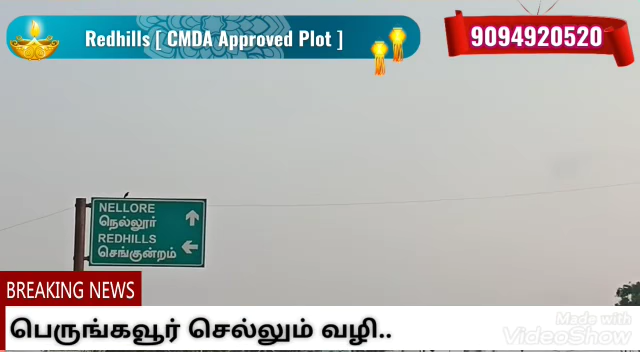 Redhills [ CMDA Approved Plot ]
9094920520
NELLORE
நெல்லூர்
REDHILLS
செங்குன்றம்
BREAKING NEWS
பெருங்கவூர் செல்லும் வழி..
Made with
VideoShow